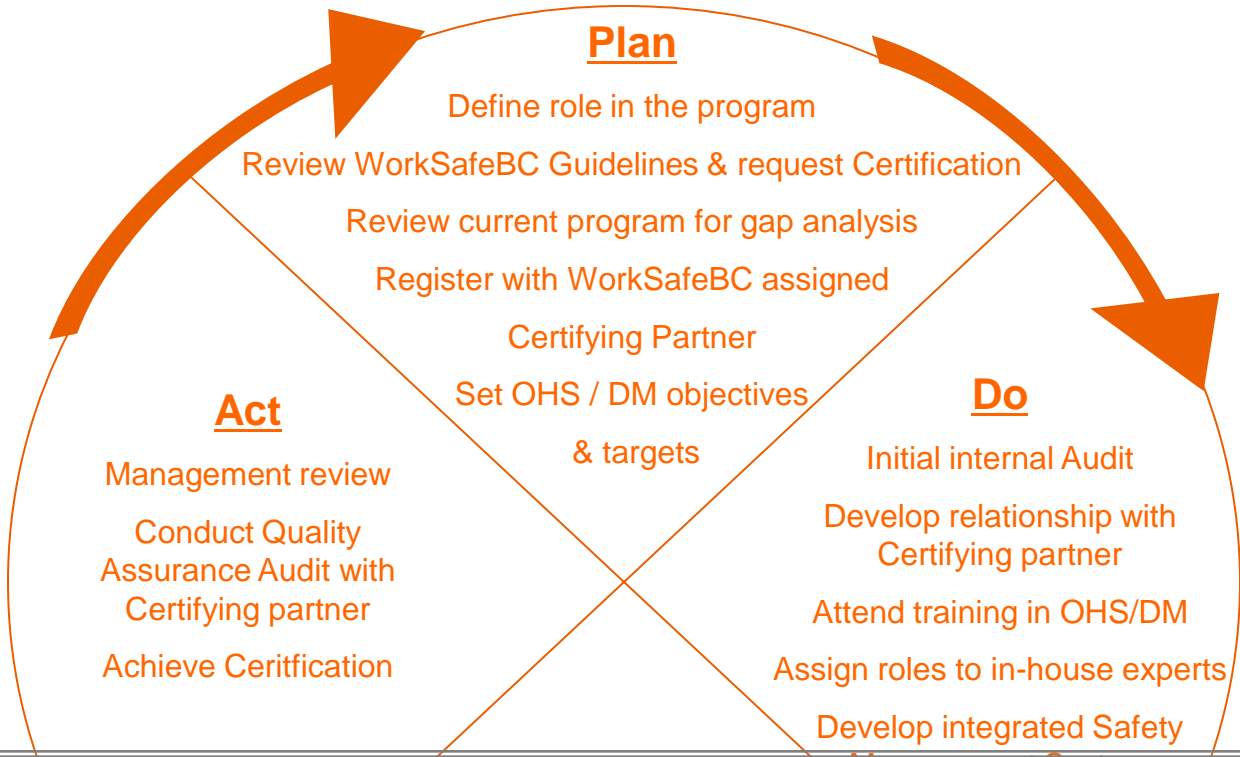 Plan
Define role in the program
Review WorkSafeBC Guidelines & request Certification
Review current program for gap analysis
Register with WorkSafeBC assigned
Certifying Partner
Set OHS / DM objectives
& targets
Do
Initial internal Audit
Develop relationship with
Certifying partner
Attend training in OHS/DM
Assign roles to in-house experts
Develop integrated Safety
Act
Management review
Conduct Quality
Assurance Audit with
Certifying partner
Achieve Ceritfication